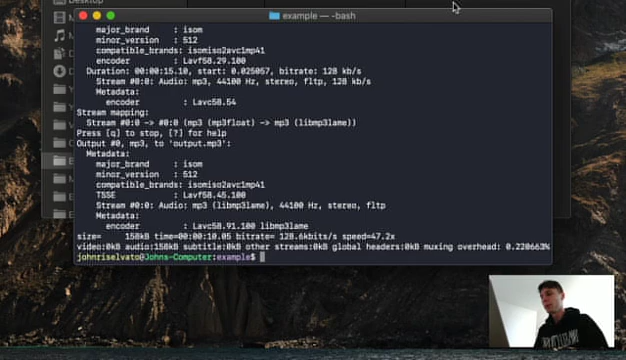 Desktop
example — -bash
major_brand : isom
minor_version : 512
compatible_brands: isomiso2avc1mp41
encoder : Lavf58.29.100
Duration: 00:00:15.10, start: 0.025057, bitrate: 128 kb/s
Stream #0:0: Audio: mp3, 44100 Hz, stereo, fltp, 128 kb/s
Metadata:
encoder : Lavc58.54
Stream mapping:
Stream #0:0 -> #0:0 (mp3 (mp3float) -> mp3 (libmp3lame))
Press [q] to stop, [?] for help
Output #0, mp3, to 'output.mp3':
Metadata:
major_brand : isom
minor_version : 512
compatible_brands: isomiso2avc1mp41
TSSE : Lavf58.45.100
Stream #0:0: Audio: mp3 (libmp3lame), 44100 Hz, stereo, fltp
Metadata:
encoder : Lavc58.91.100 libmp3lame
size= 158kB time=00:00:10.05 bitrate= 128.6kbits/s speed=47.2x
video:0kB audio:158kB subtitle:0kB other streams:0kB global headers:0kB muxing overhead: 0.220663%
johnriselvato@Johns-Computer:example$